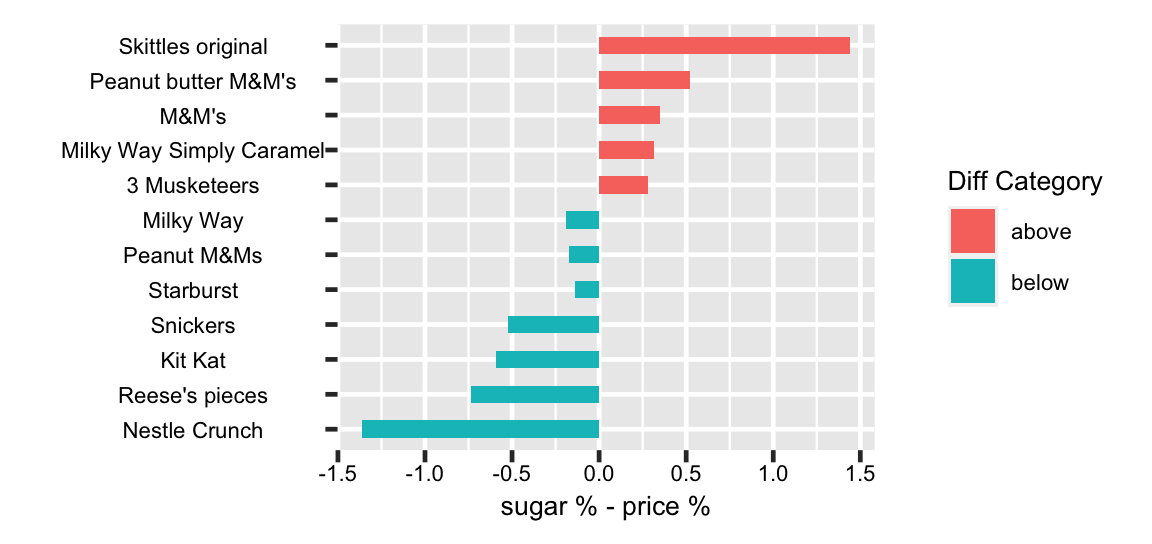 Skittles original
Peanut butter M&M's
M&M's
Milky Way Simply Caramel
3 Musketeers
Milky Way
Peanut M&Ms
Starburst
Snickers
Kit Kat
Reese's pieces
Nestle Crunch
-1.5 -1.0 -0.5 0.0 0.5 1.0 1.5
sugar % - price %
Diff Category
above
below